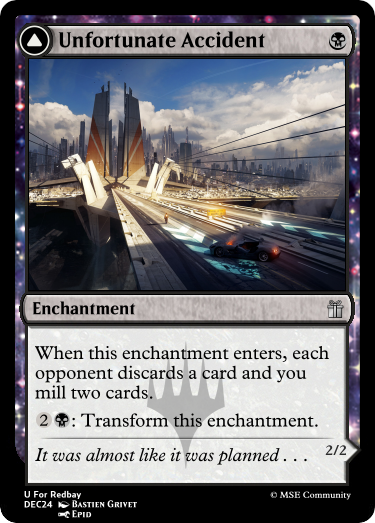 Unfortunate Accident
Enchantment
When this enchantment enters, each
opponent discards a card and you
mill two cards.
2 : Transform this enchantment.
It was almost like it was planned . . .
2/2
U For Redbay
DEC24 Bastien Grivet
Epid
© MSE Community